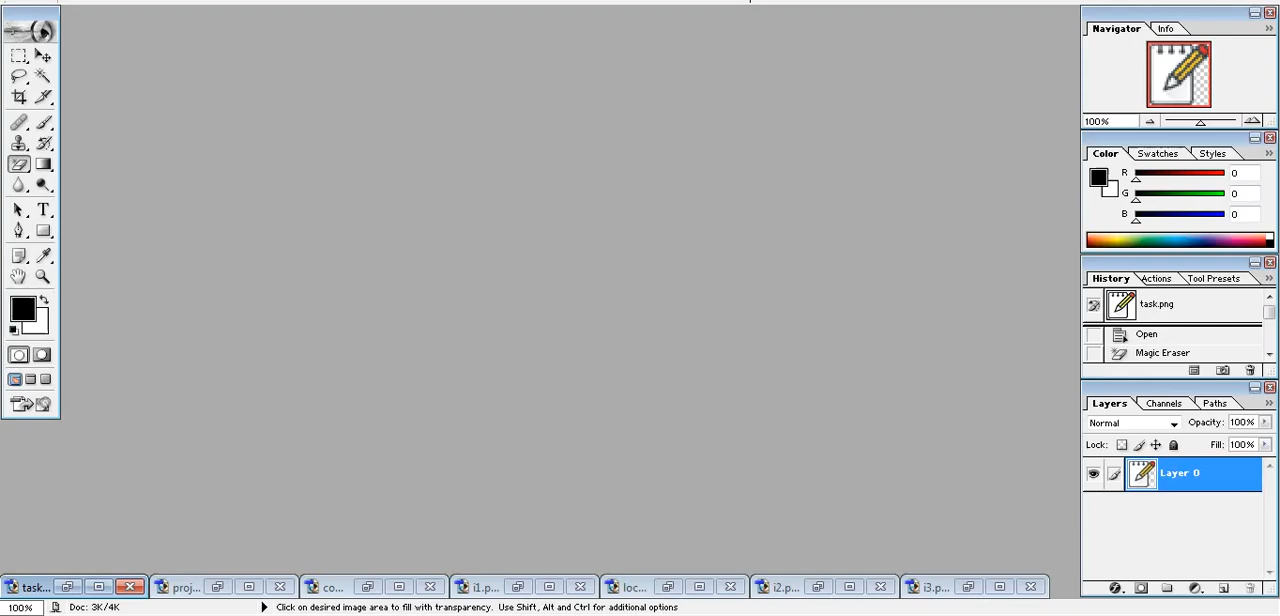 Navigator Info
100%
Color Swatches Styles
R 0
G 0
B 0
History Actions Tool Presets
task.png
Open
Magic Eraser
Layers Channels Paths
Normal Opacity: 100%
Lock: Fill: 100%
Layer 0
T
task... proj... co... i1.p... loc... i2.p... i3.p...
100% Doc: 3K/4K Click on desired image area to fill with transparency. Use Shift, Alt and Ctrl for additional options